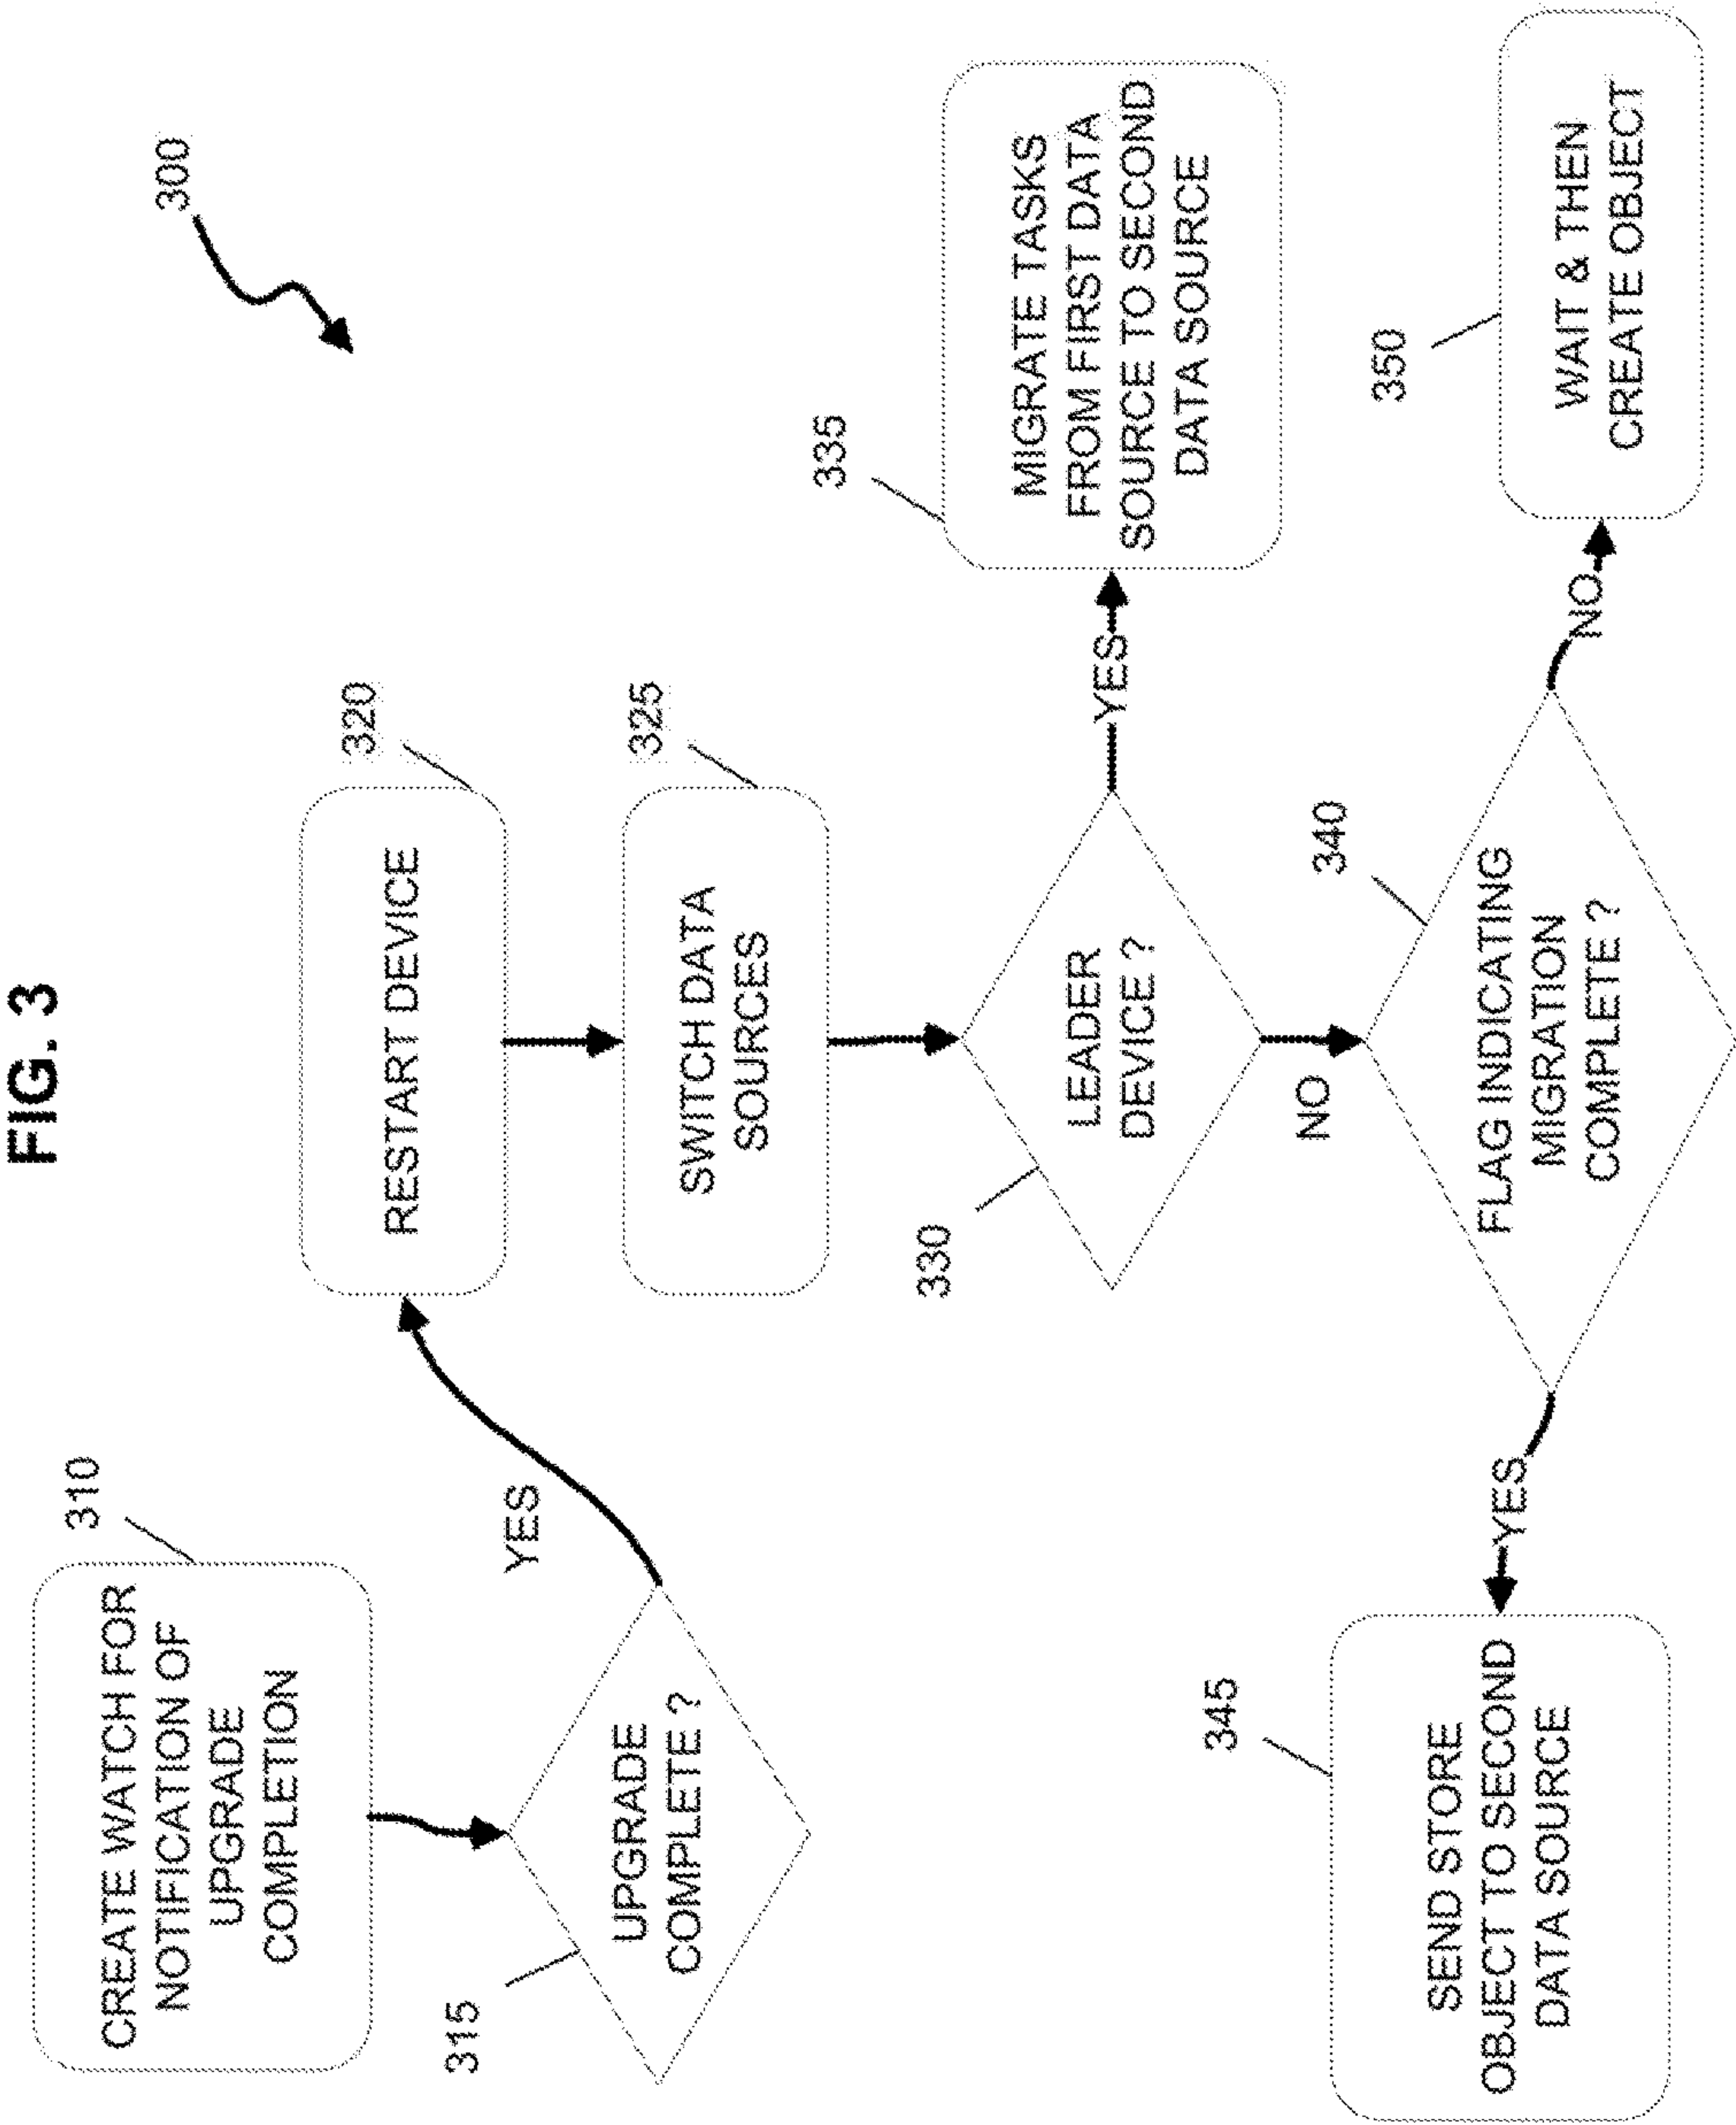 FIG. 3
300
310
CREATE WATCH FOR
NOTIFICATION OF
UPGRADE
COMPLETION
315
UPGRADE
COMPLETE ?
YES
320
RESTART DEVICE
325
SWITCH DATA
SOURCES
330
LEADER
DEVICE ?
YES
335
MIGRATE TASKS
FROM FIRST DATA
SOURCE TO SECOND
DATA SOURCE
NO
340
FLAG INDICATING
MIGRATION
COMPLETE ?
YES
345
SEND STORE
OBJECT TO SECOND
DATA SOURCE
NO
350
WAIT & THEN
CREATE OBJECT